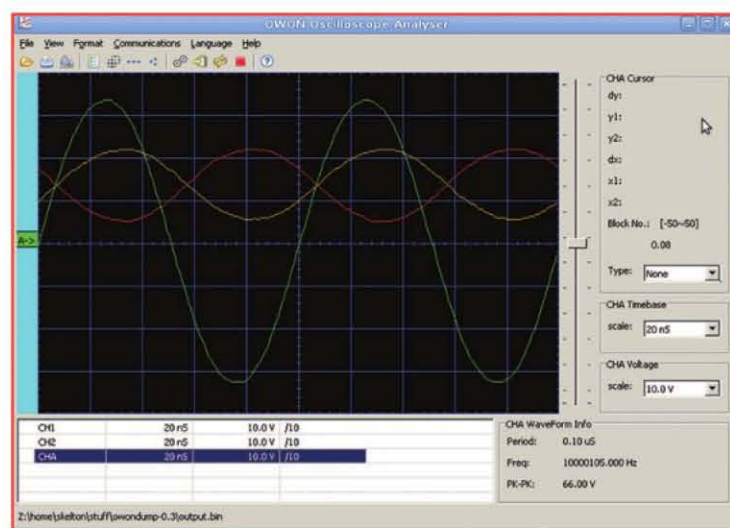 OWON Oscilloscope Analyser
File View Format Communications Language Help
CHA Cursor
dy:
y1:
y2:
dx:
x1:
x2:
Block No.: [-50~50]
0.08
Type: None
A->
CHA Timebase
scale: 20 nS
CHA Voltage
scale: 10.0 V
CH1 20 nS 10.0 V /10
CH2 20 nS 10.0 V /10
CHA 20 nS 10.0 V /10
CHA WaveForm Info
Period: 0.10 uS
Freq: 10000105.000 Hz
PK-PK: 66.00 V
Z:\home\skelton\stuff\owondump-0.3\output.bin